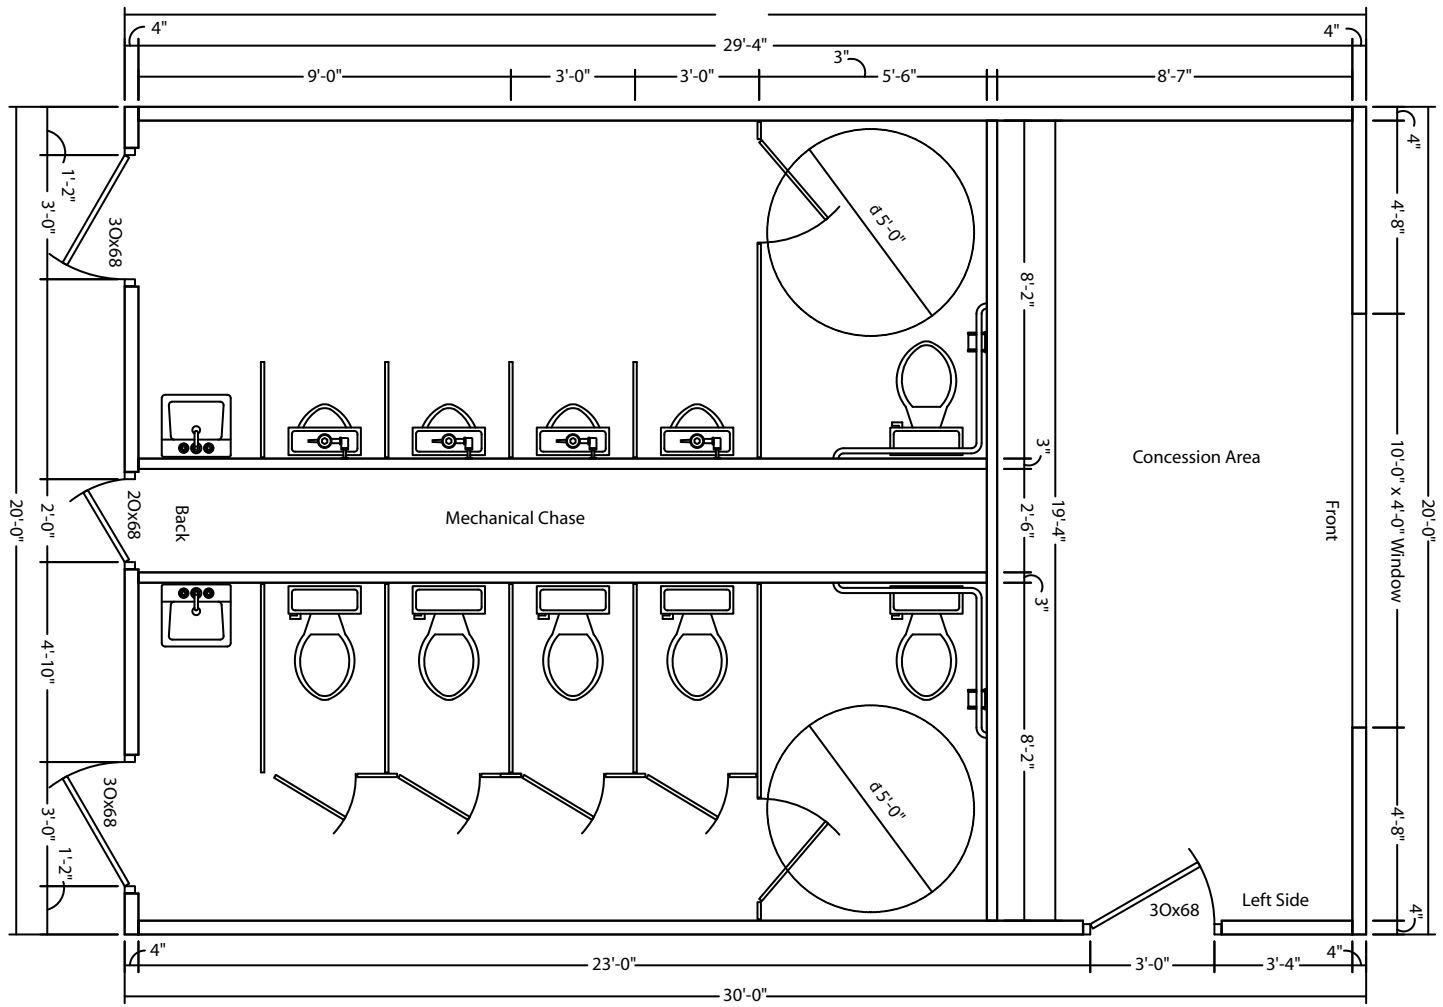 4"
4"
29'-4"
3"
9'-0"
3'-0"
3'-0"
5'-6"
8'-7"
1'-2"
3'-0"
3Ox68
đ 5'-0"
8'-2"
4'-8"
4"
20'-0"
2'-0"
2Ox68
Back
Mechanical Chase
3"
2'-6"
3"
19'-4"
Concession Area
Front
10'-0" x 4'-0" Window
20'-0"
4'-10"
3Ox68
3'-0"
1'-2"
đ 5'-0"
8'-2"
4'-8"
4"
Left Side
3Ox68
4"
23'-0"
3'-0"
3'-4"
4"
30'-0"